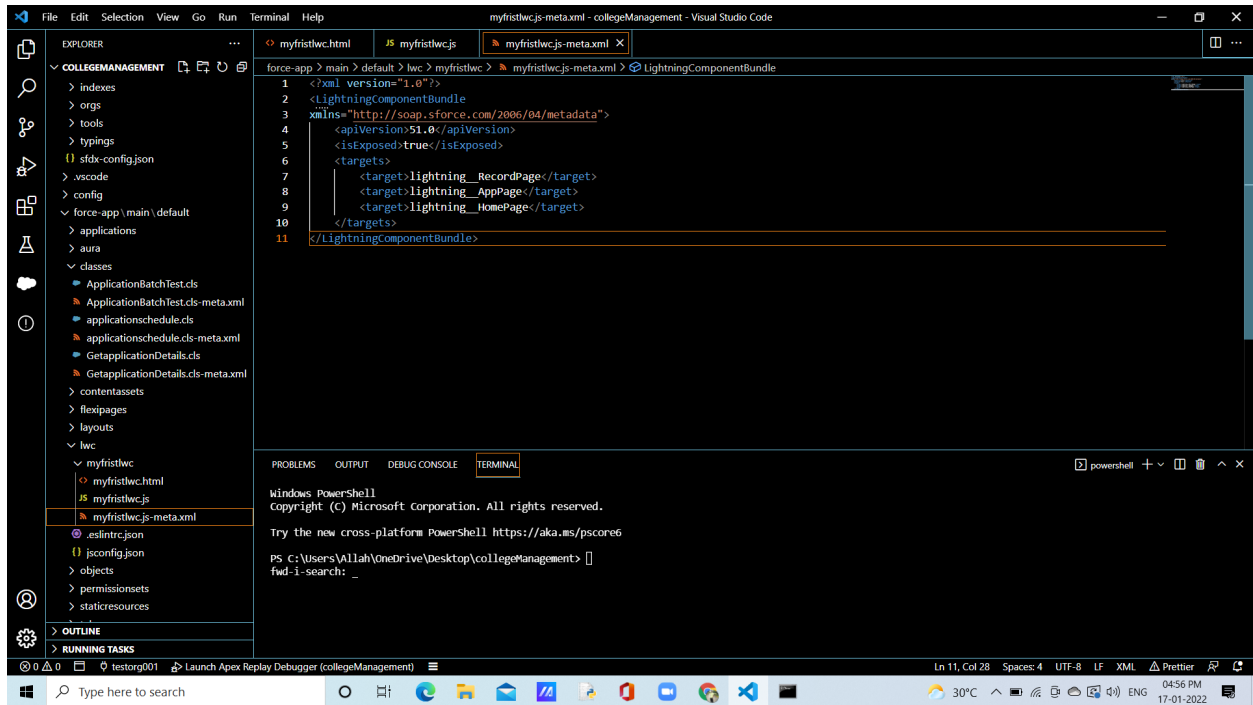 File Edit Selection View Go Run Terminal Help
myfristlwc.js-meta.xml - collegeManagement - Visual Studio Code
EXPLORER
COLLEGEMANAGEMENT
indexes
orgs
tools
typings
{} sfdx-config.json
.vscode
config
force-app\main\default
applications
aura
classes
ApplicationBatchTest.cls
ApplicationBatchTest.cls-meta.xml
applicationschedule.cls
applicationschedule.cls-meta.xml
GetapplicationDetails.cls
GetapplicationDetails.cls-meta.xml
contentassets
flexipages
layouts
lwc
myfristlwc
<> myfristlwc.html
JS myfristlwc.js
myfristlwc.js-meta.xml
.eslintrc.json
{} jsconfig.json
objects
permissionsets
staticresources
OUTLINE
RUNNING TASKS
<> myfristlwc.html JS myfristlwc.js myfristlwc.js-meta.xml
force-app > main > default > lwc > myfristlwc > myfristlwc.js-meta.xml > LightningComponentBundle
1 <?xml version="1.0"?>
2 <LightningComponentBundle
3 xmlns="http://soap.sforce.com/2006/04/metadata">
4 <apiVersion>51.0</apiVersion>
5 <isExposed>true</isExposed>
6 <targets>
7 <target>lightning__RecordPage</target>
8 <target>lightning__AppPage</target>
9 <target>lightning__HomePage</target>
10 </targets>
11 </LightningComponentBundle>
PROBLEMS OUTPUT DEBUG CONSOLE TERMINAL
powershell
Windows PowerShell
Copyright (C) Microsoft Corporation. All rights reserved.
Try the new cross-platform PowerShell https://aka.ms/pscore6
PS C:\Users\Allah\OneDrive\Desktop\collegeManagement>
fwd-i-search: _
0 0 testorg001 Launch Apex Replay Debugger (collegeManagement)
Ln 11, Col 28 Spaces: 4 UTF-8 LF XML Prettier
Type here to search
30°C
ENG
04:56 PM
17-01-2022